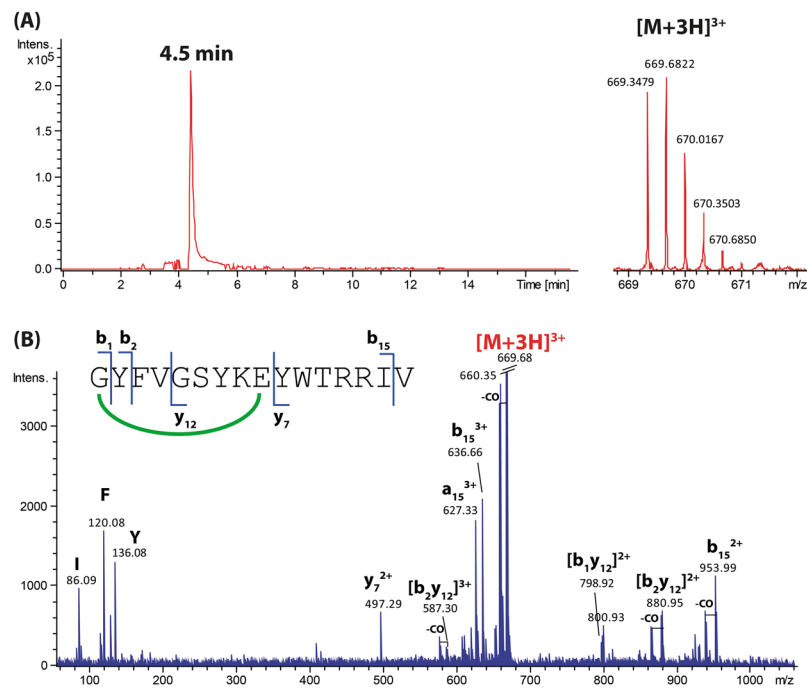 (A)
Intens.
x10⁵
4.5 min
2.0
1.5
1.0
0.5
0.0
0 2 4 6 8 10 12 14 Time [min]
[M+3H]³⁺
669.3479
669.6822
670.0167
670.3503
670.6850
669 670 671 m/z
(B)
b₁ b₂ b₁₅
GYFVGSYKEYWTRRIV
y₁₂ y₇
Intens.
3000
2000
1000
0
[M+3H]³⁺
669.68
660.35
-CO
b₁₅³⁺
636.66
a₁₅³⁺
627.33
F
120.08
Y
136.08
I
86.09
y₇²⁺
497.29
[b₂y₁₂]³⁺
587.30
-CO
[b₁y₁₂]²⁺
798.92
800.93
[b₂y₁₂]²⁺
880.95
-CO
b₁₅²⁺
953.99
-CO
100 200 300 400 500 600 700 800 900 1000 m/z